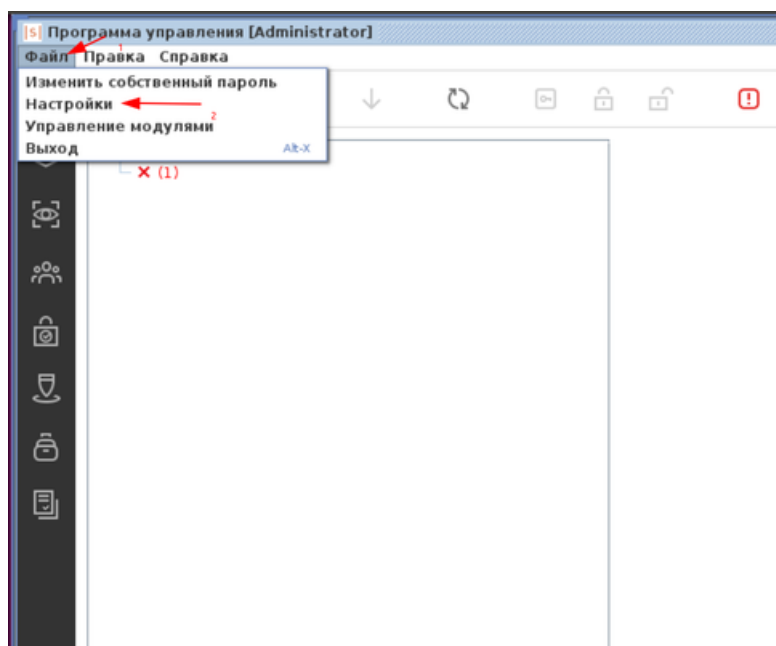 |s| Программа управления [Administrator]
Файл Правка Справка
1
Изменить собственный пароль
Настройки
2
Управление модулями
Выход Alt-X
(1)